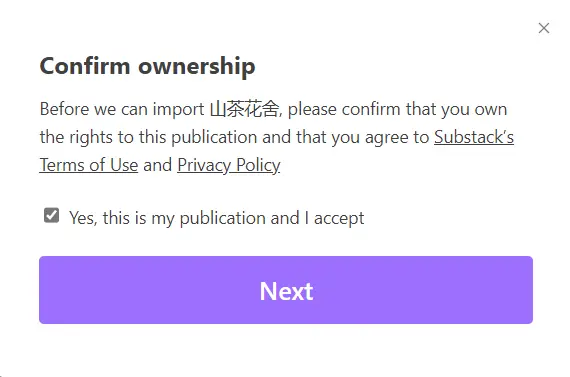 Confirm ownership
Before we can import 山茶花舍, please confirm that you own
the rights to this publication and that you agree to Substack’s
Terms of Use and Privacy Policy
Yes, this is my publication and I accept
Next